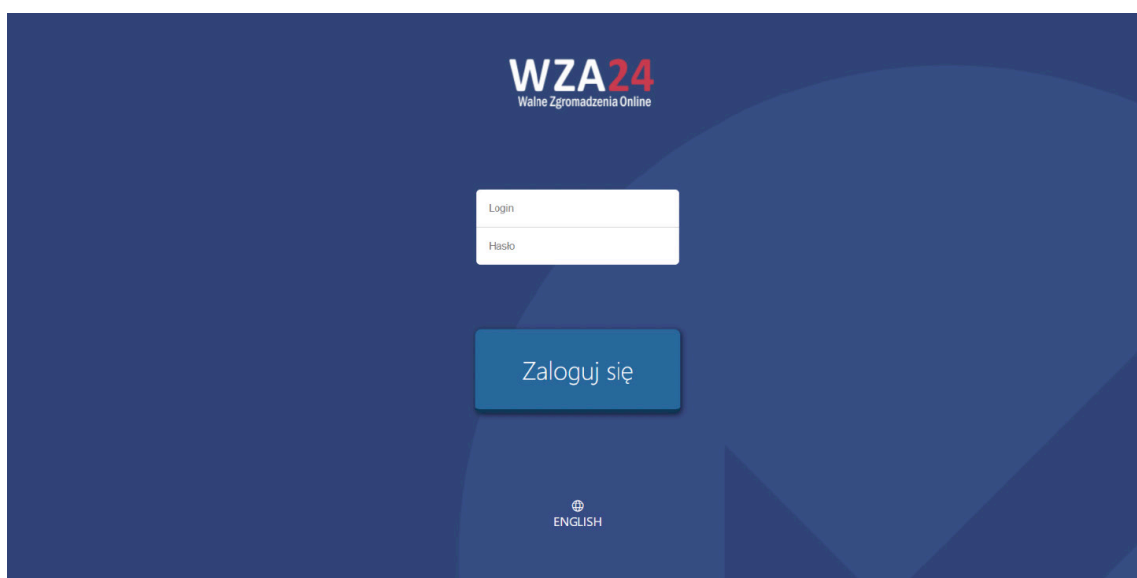 WZA24
Walne Zgromadzenia Online
Login
Hasło
Zaloguj się
ENGLISH